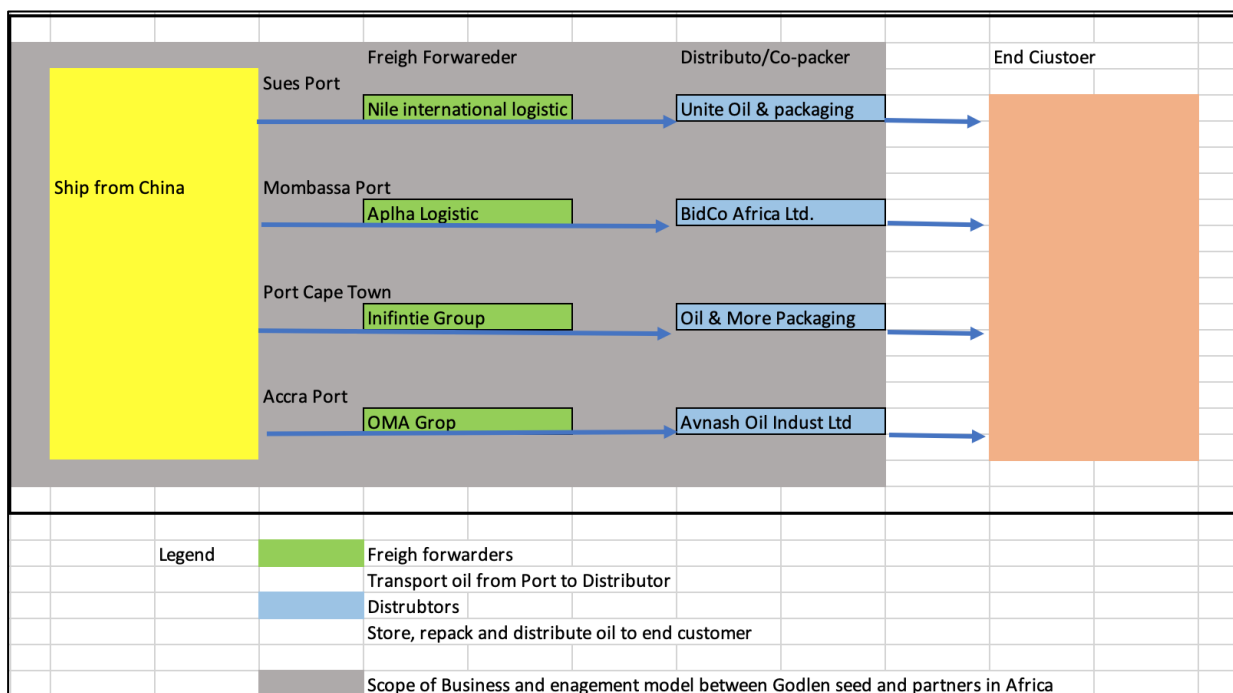 Freigh Forwareder
Distributo/Co-packer
End Ciustoer
Sues Port
Nile international logistic
Unite Oil & packaging
Ship from China
Mombassa Port
Aplha Logistic
BidCo Africa Ltd.
Port Cape Town
Inifintie Group
Oil & More Packaging
Accra Port
OMA Grop
Avnash Oil Indust Ltd
Legend
Freigh forwarders
Transport oil from Port to Distributor
Distrubtors
Store, repack and distribute oil to end customer
Scope of Business and enagement model between Godlen seed and partners in Africa